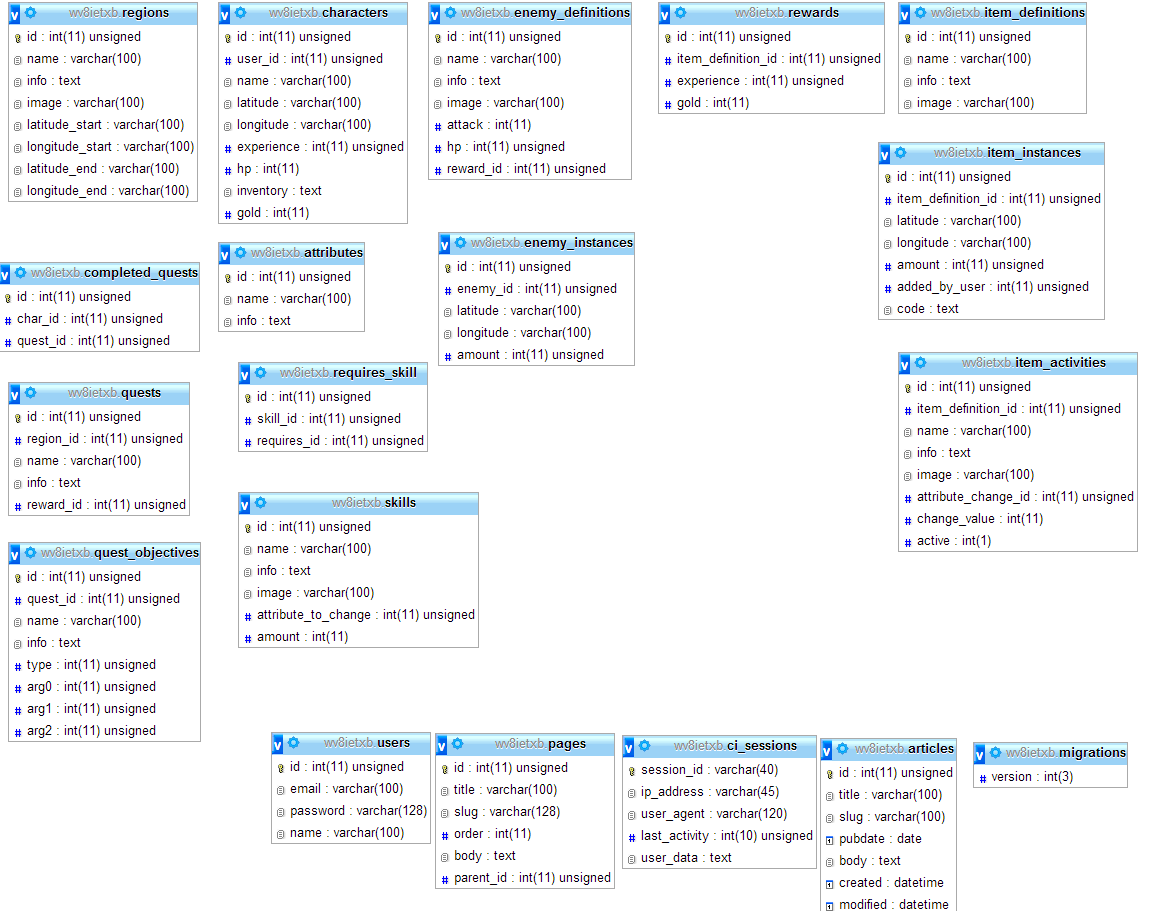 wv8ietxb.regions
id : int(11) unsigned
name : varchar(100)
info : text
image : varchar(100)
latitude_start : varchar(100)
longitude_start : varchar(100)
latitude_end : varchar(100)
longitude_end : varchar(100)
wv8ietxb.characters
id : int(11) unsigned
user_id : int(11) unsigned
name : varchar(100)
latitude : varchar(100)
longitude : varchar(100)
experience : int(11) unsigned
hp : int(11)
inventory : text
gold : int(11)
wv8ietxb.enemy_definitions
id : int(11) unsigned
name : varchar(100)
info : text
image : varchar(100)
attack : int(11)
hp : int(11) unsigned
reward_id : int(11) unsigned
wv8ietxb.rewards
id : int(11) unsigned
item_definition_id : int(11) unsigned
experience : int(11) unsigned
gold : int(11)
wv8ietxb.item_definitions
id : int(11) unsigned
name : varchar(100)
info : text
image : varchar(100)
wv8ietxb.item_instances
id : int(11) unsigned
item_definition_id : int(11) unsigned
latitude : varchar(100)
longitude : varchar(100)
amount : int(11) unsigned
added_by_user : int(11) unsigned
code : text
wv8ietxb.completed_quests
id : int(11) unsigned
char_id : int(11) unsigned
quest_id : int(11) unsigned
wv8ietxb.attributes
id : int(11) unsigned
name : varchar(100)
info : text
wv8ietxb.enemy_instances
id : int(11) unsigned
enemy_id : int(11) unsigned
latitude : varchar(100)
longitude : varchar(100)
amount : int(11) unsigned
wv8ietxb.requires_skill
id : int(11) unsigned
skill_id : int(11) unsigned
requires_id : int(11) unsigned
wv8ietxb.item_activities
id : int(11) unsigned
item_definition_id : int(11) unsigned
name : varchar(100)
info : text
image : varchar(100)
attribute_change_id : int(11) unsigned
change_value : int(11)
active : int(1)
wv8ietxb.quests
id : int(11) unsigned
region_id : int(11) unsigned
name : varchar(100)
info : text
reward_id : int(11) unsigned
wv8ietxb.skills
id : int(11) unsigned
name : varchar(100)
info : text
image : varchar(100)
attribute_to_change : int(11) unsigned
amount : int(11)
wv8ietxb.quest_objectives
id : int(11) unsigned
quest_id : int(11) unsigned
name : varchar(100)
info : text
type : int(11) unsigned
arg0 : int(11) unsigned
arg1 : int(11) unsigned
arg2 : int(11) unsigned
wv8ietxb.users
id : int(11) unsigned
email : varchar(100)
password : varchar(128)
name : varchar(100)
wv8ietxb.pages
id : int(11) unsigned
title : varchar(100)
slug : varchar(128)
order : int(11)
body : text
parent_id : int(11) unsigned
wv8ietxb.ci_sessions
session_id : varchar(40)
ip_address : varchar(45)
user_agent : varchar(120)
last_activity : int(10) unsigned
user_data : text
wv8ietxb.articles
id : int(11) unsigned
title : varchar(100)
slug : varchar(100)
pubdate : date
body : text
created : datetime
modified : datetime
wv8ietxb.migrations
version : int(3)